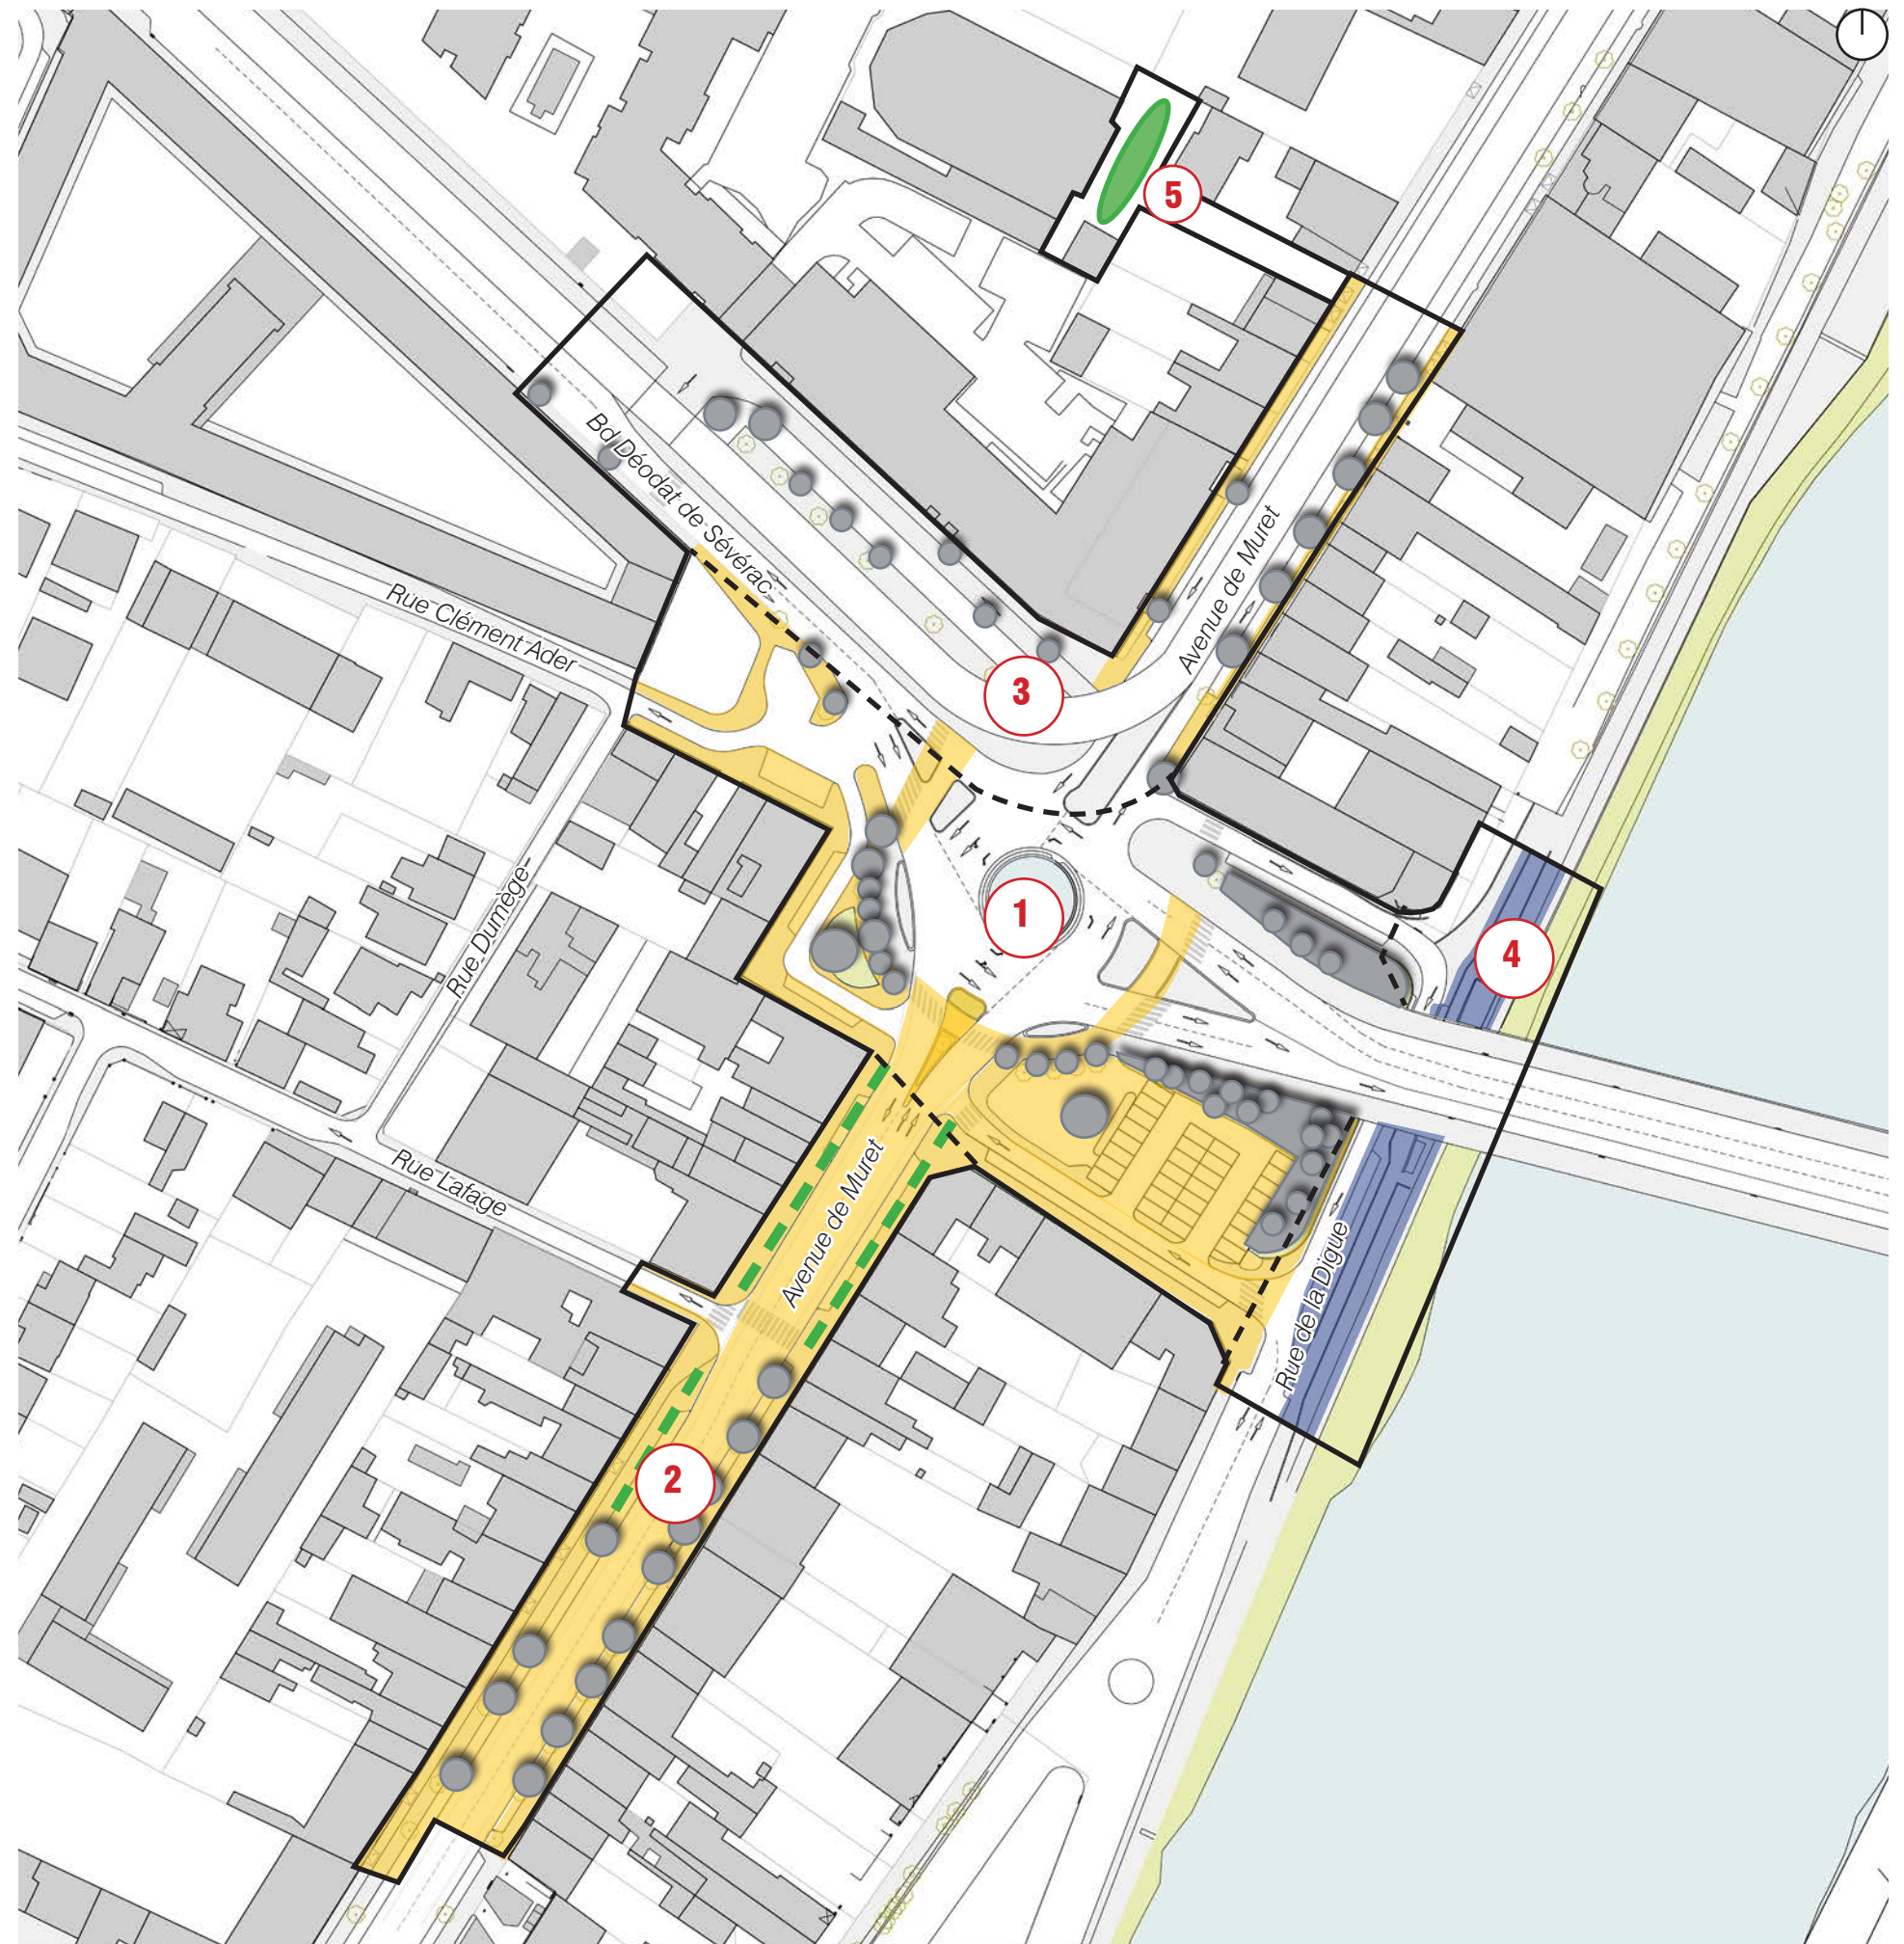 5
Bd Déodat de Sévérac
Avenue de Muret
Rue Clément Ader
3
Rue Dumège
1
4
Rue Lafage
Avenue de Muret
Rue de la Digue
2